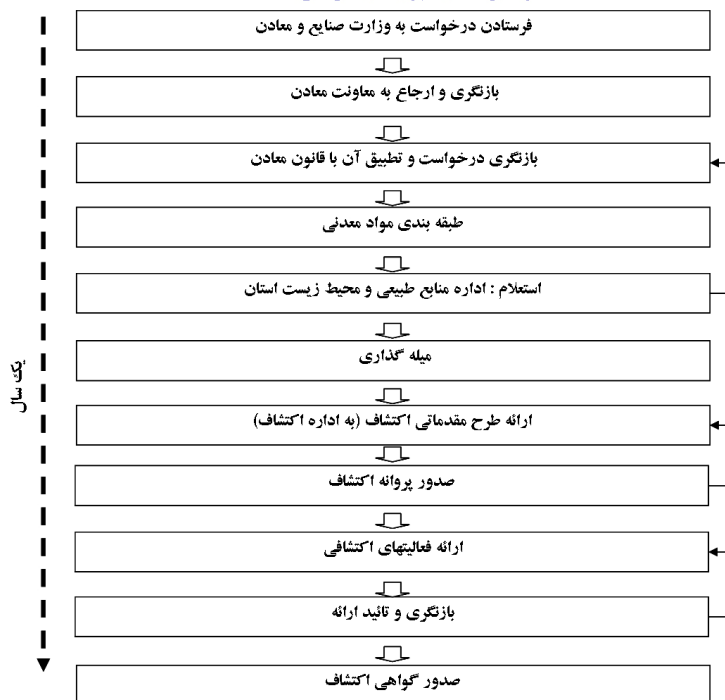 فرستادن درخواست به وزارت صنایع و معادن
بازنگری و ارجاع به معاونت معادن
بازنگری درخواست و تطبیق آن با قانون معادن
طبقه بندی مواد معدنی
استعلام : اداره منابع طبیعی و محیط زیست استان
میله گذاری
ارائه طرح مقدماتی اکتشاف (به اداره اکتشاف)
صدور پروانه اکتشاف
ارائه فعالیتهای اکتشافی
بازنگری و تائید ارائه
صدور گواهی اکتشاف
یک سال